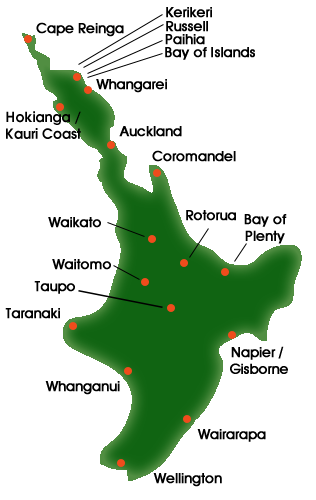 Kerikeri
Cape Reinga
Russell
Paihia
Bay of Islands
Whangarei
Hokianga /
Kauri Coast
Auckland
Coromandel
Waikato
Rotorua
Bay of
Plenty
Waitomo
Taupo
Taranaki
Napier /
Gisborne
Whanganui
Wairarapa
Wellington